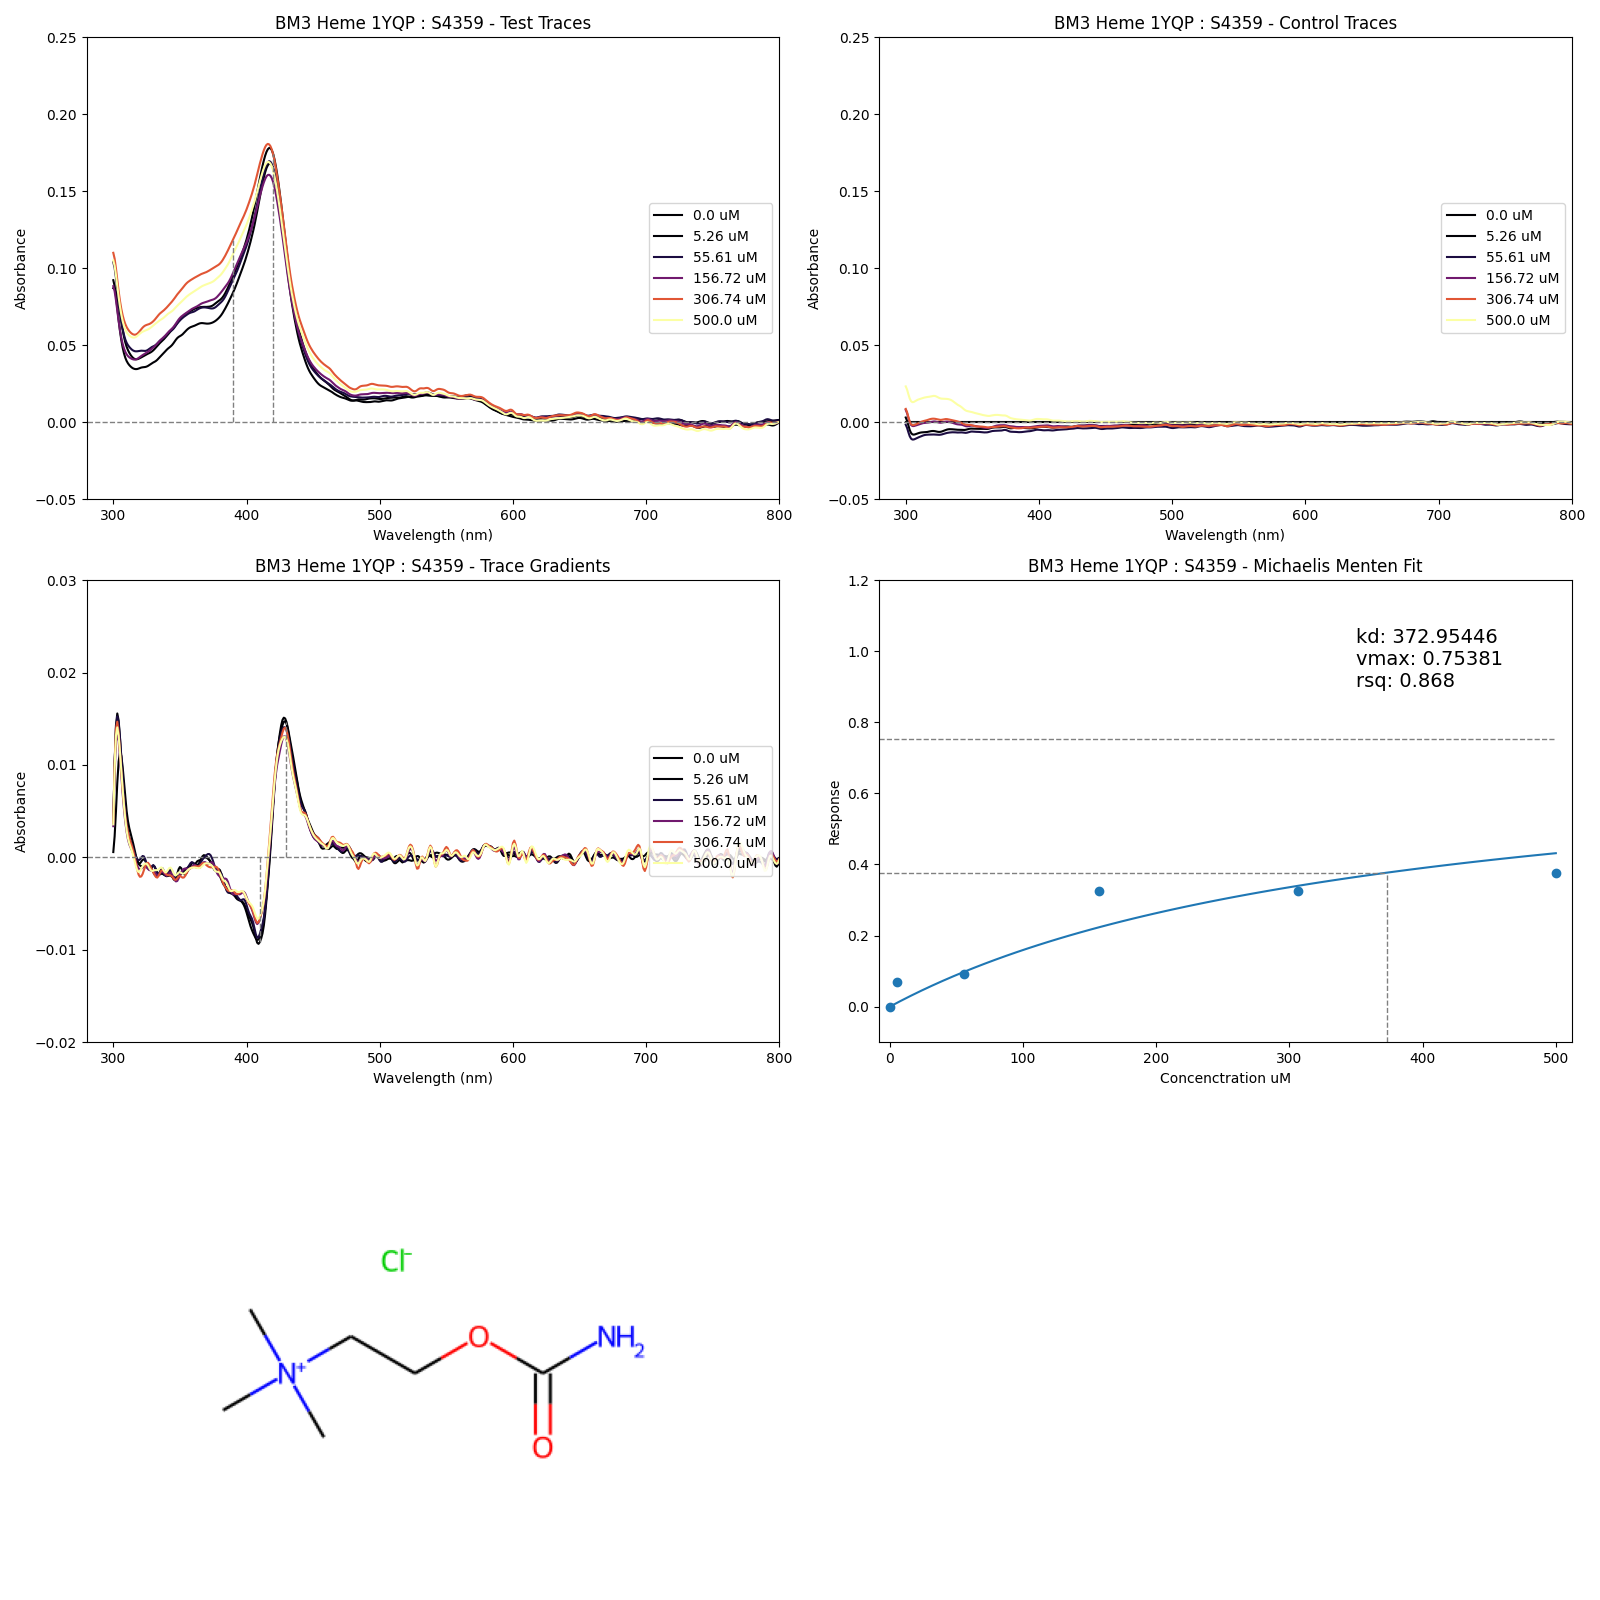 BM3 Heme 1YQP : S4359 - Test Traces
0.25
0.20
0.15
0.10
0.05
0.00
−0.05
Absorbance
300 400 500 600 700 800
Wavelength (nm)
0.0 uM
5.26 uM
55.61 uM
156.72 uM
306.74 uM
500.0 uM
BM3 Heme 1YQP : S4359 - Control Traces
0.25
0.20
0.15
0.10
0.05
0.00
−0.05
Absorbance
300 400 500 600 700 800
Wavelength (nm)
0.0 uM
5.26 uM
55.61 uM
156.72 uM
306.74 uM
500.0 uM
BM3 Heme 1YQP : S4359 - Trace Gradients
0.03
0.02
0.01
0.00
−0.01
−0.02
Absorbance
300 400 500 600 700 800
Wavelength (nm)
0.0 uM
5.26 uM
55.61 uM
156.72 uM
306.74 uM
500.0 uM
BM3 Heme 1YQP : S4359 - Michaelis Menten Fit
1.2
1.0
0.8
0.6
0.4
0.2
0.0
Response
kd: 372.95446
vmax: 0.75381
rsq: 0.868
0 100 200 300 400 500
Concenctration uM
Cl⁻
O NH₂
N⁺
O